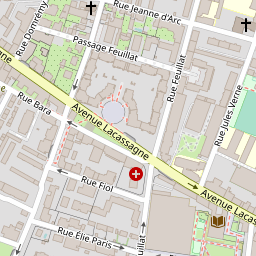 Rue Jeanne d'Arc
Rue Domrémy
Passage Feuillat
Rue Feuillat
Rue Jules Verne
Rue Bara
Avenue Lacassagne
Rue Fiol
Avenue Lacas
Rue Élie Paris
Feuillat